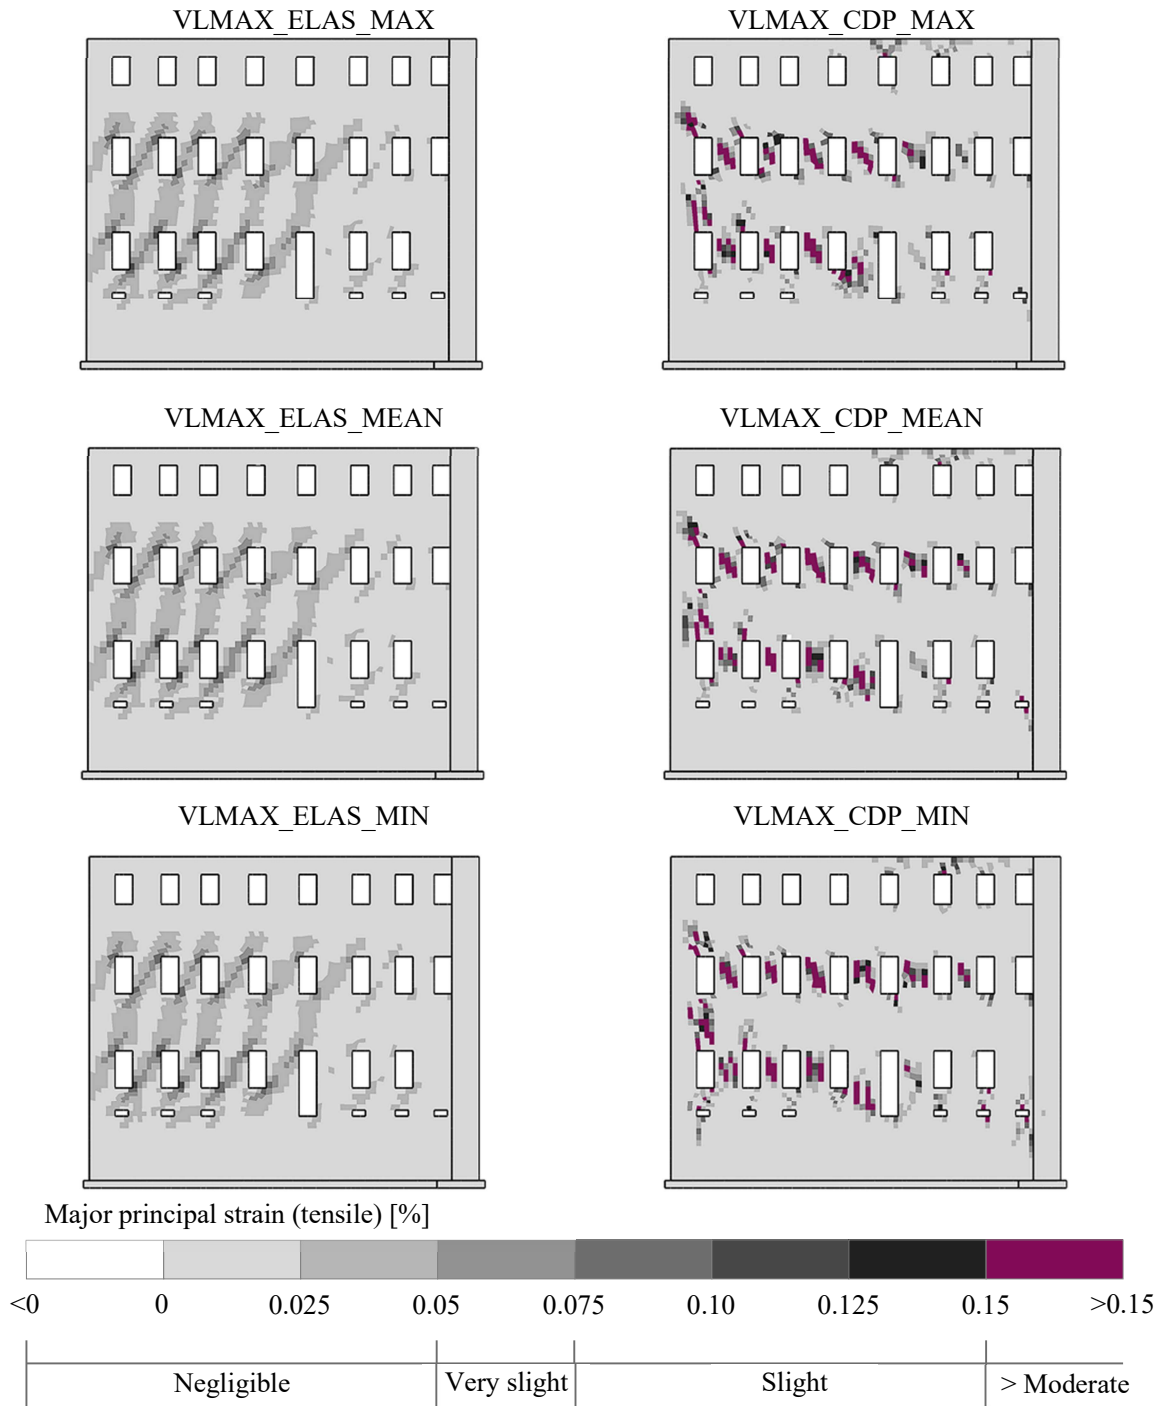 VLMAX_ELAS_MAX
VLMAX_CDP_MAX
VLMAX_ELAS_MEAN
VLMAX_CDP_MEAN
VLMAX_ELAS_MIN
VLMAX_CDP_MIN
Major principal strain (tensile) [%]
<0 0 0.025 0.05 0.075 0.10 0.125 0.15 >0.15
Negligible Very slight Slight > Moderate